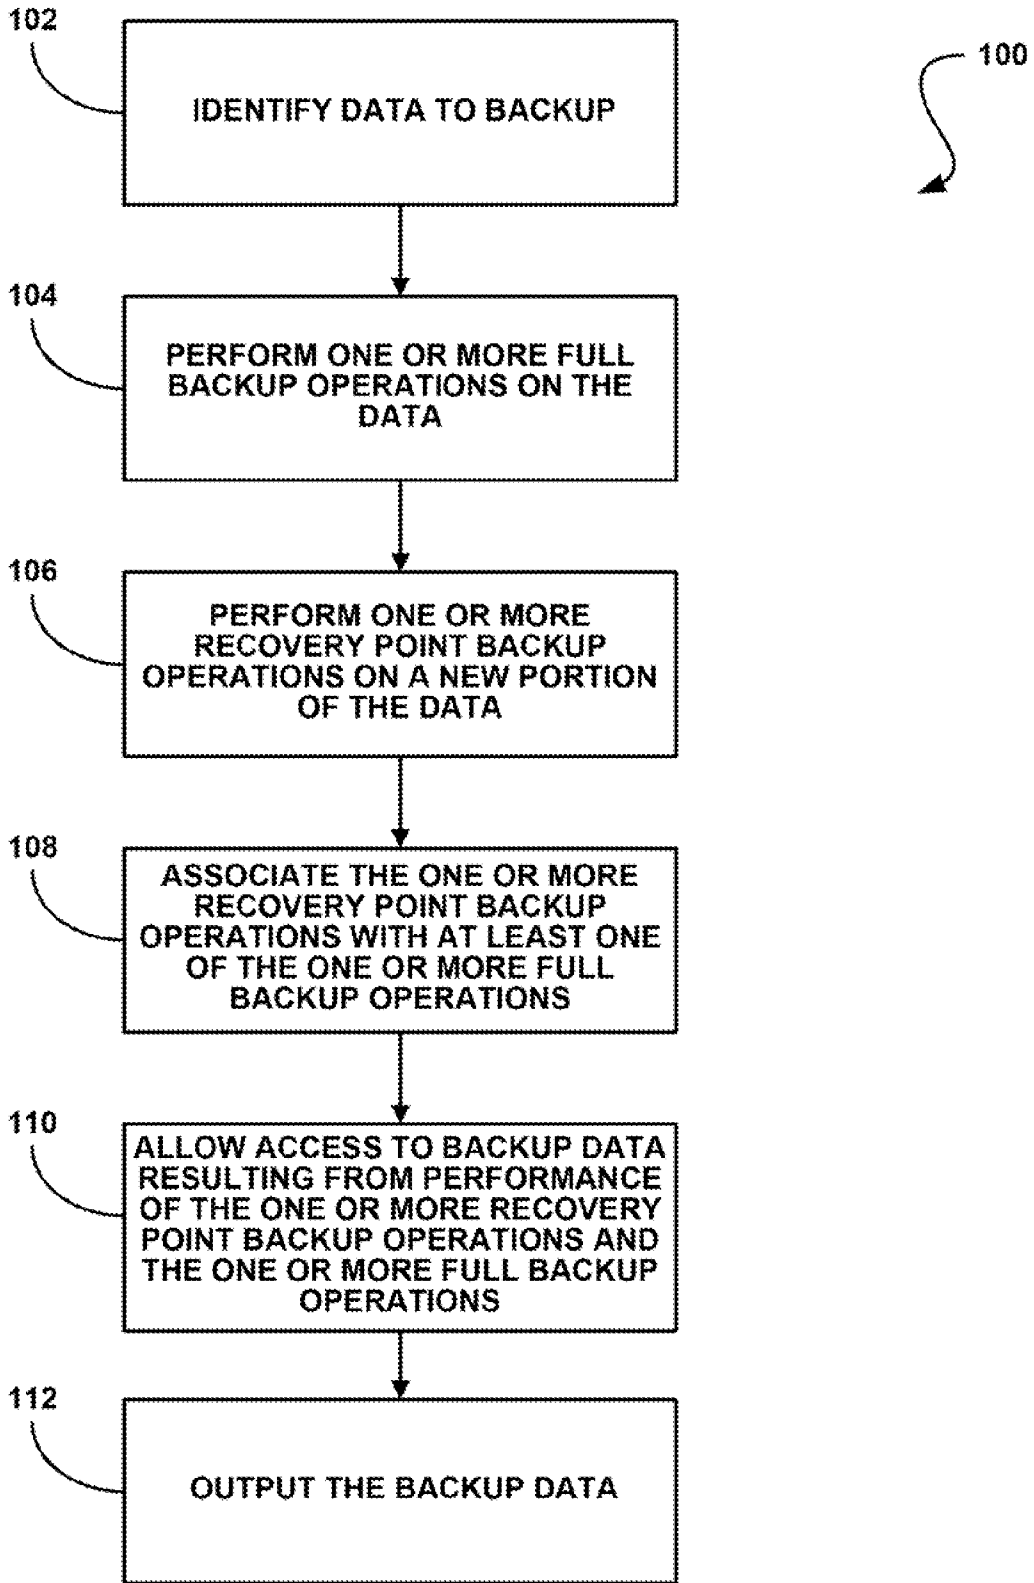 102
IDENTIFY DATA TO BACKUP
100
104
PERFORM ONE OR MORE FULL
BACKUP OPERATIONS ON THE
DATA
106
PERFORM ONE OR MORE
RECOVERY POINT BACKUP
OPERATIONS ON A NEW PORTION
OF THE DATA
108
ASSOCIATE THE ONE OR MORE
RECOVERY POINT BACKUP
OPERATIONS WITH AT LEAST ONE
OF THE ONE OR MORE FULL
BACKUP OPERATIONS
110
ALLOW ACCESS TO BACKUP DATA
RESULTING FROM PERFORMANCE
OF THE ONE OR MORE RECOVERY
POINT BACKUP OPERATIONS AND
THE ONE OR MORE FULL BACKUP
OPERATIONS
112
OUTPUT THE BACKUP DATA